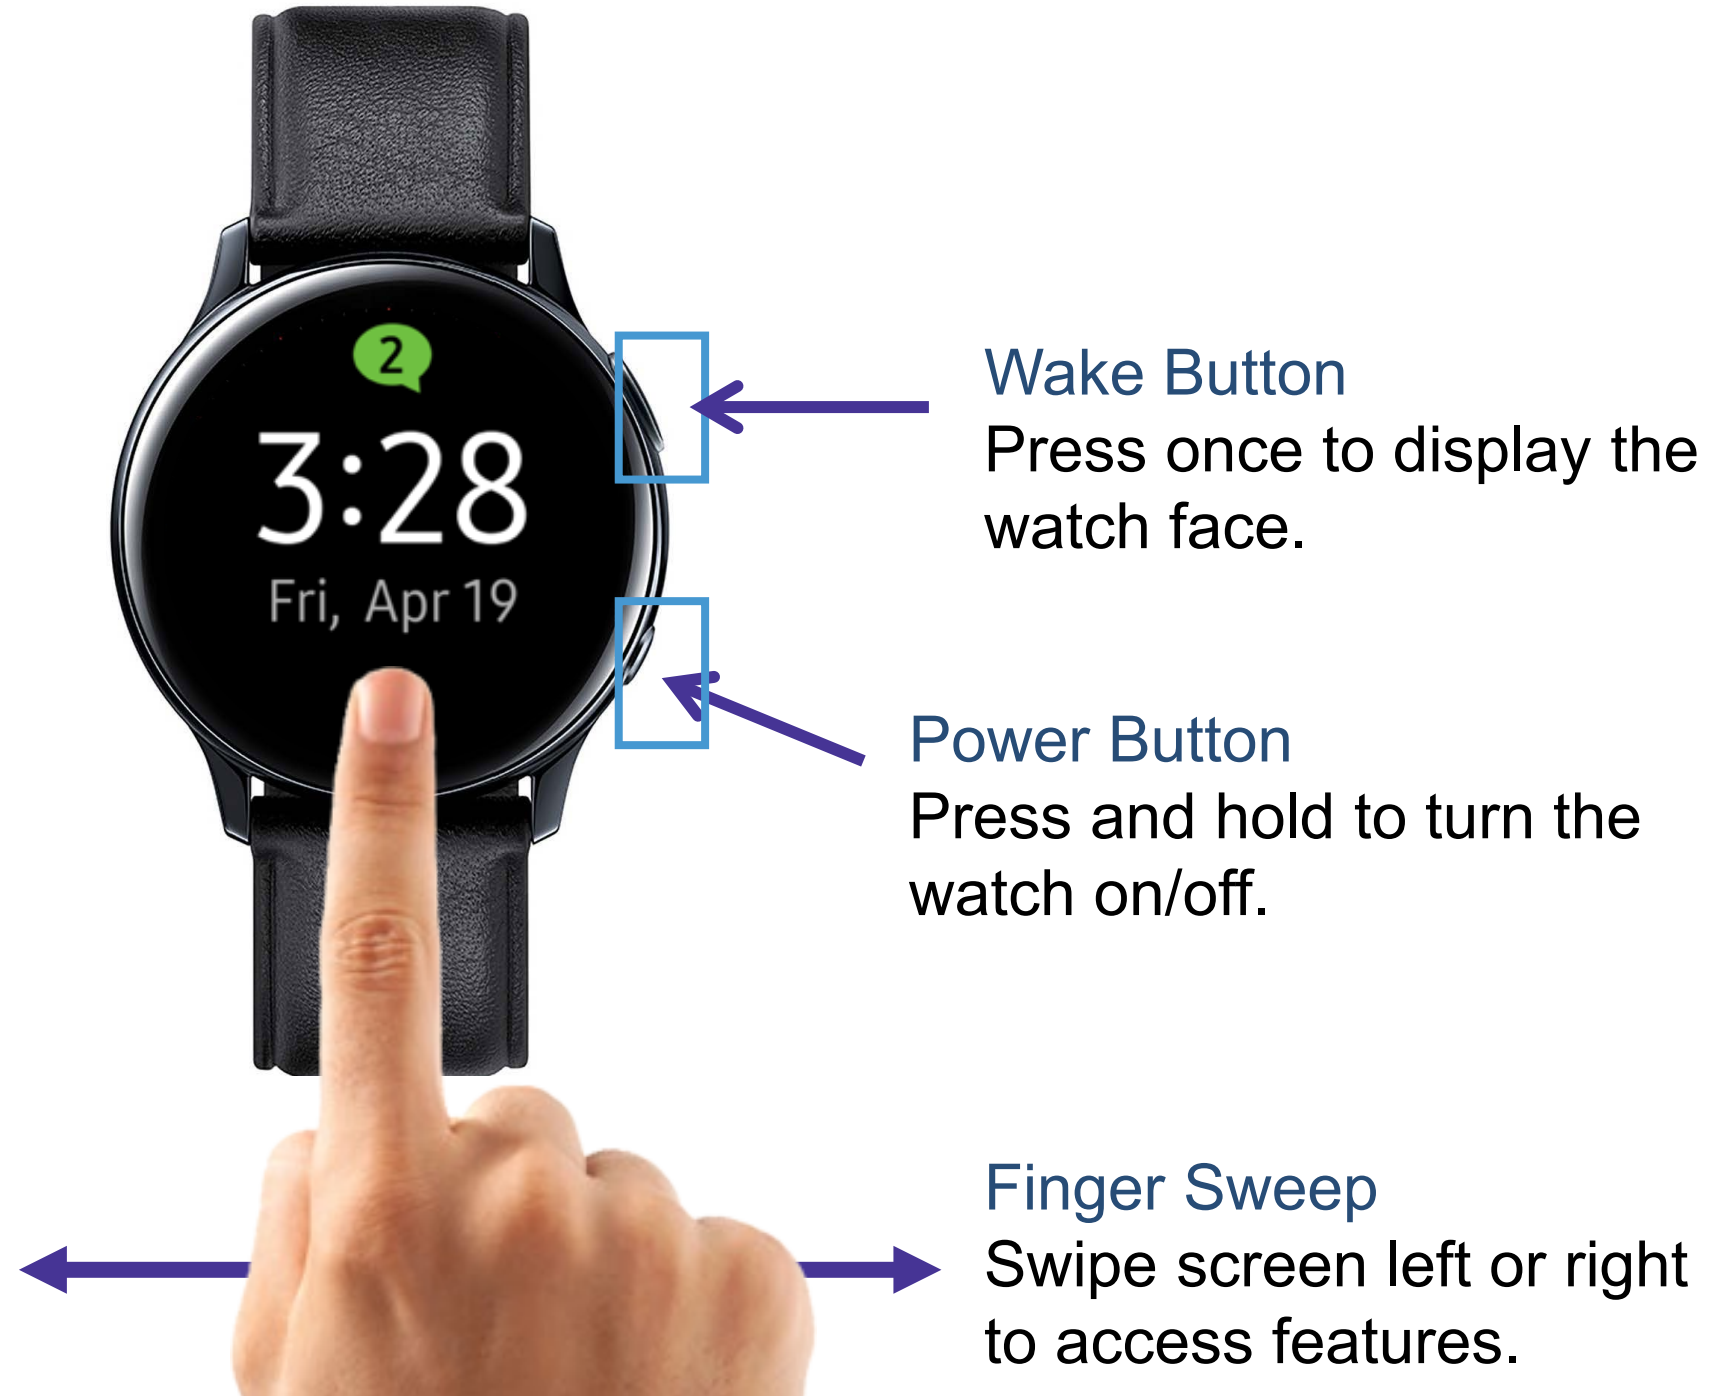 2
3:28
Fri, Apr 19
Wake Button
Press once to display the
watch face.
Power Button
Press and hold to turn the
watch on/off.
Finger Sweep
Swipe screen left or right
to access features.